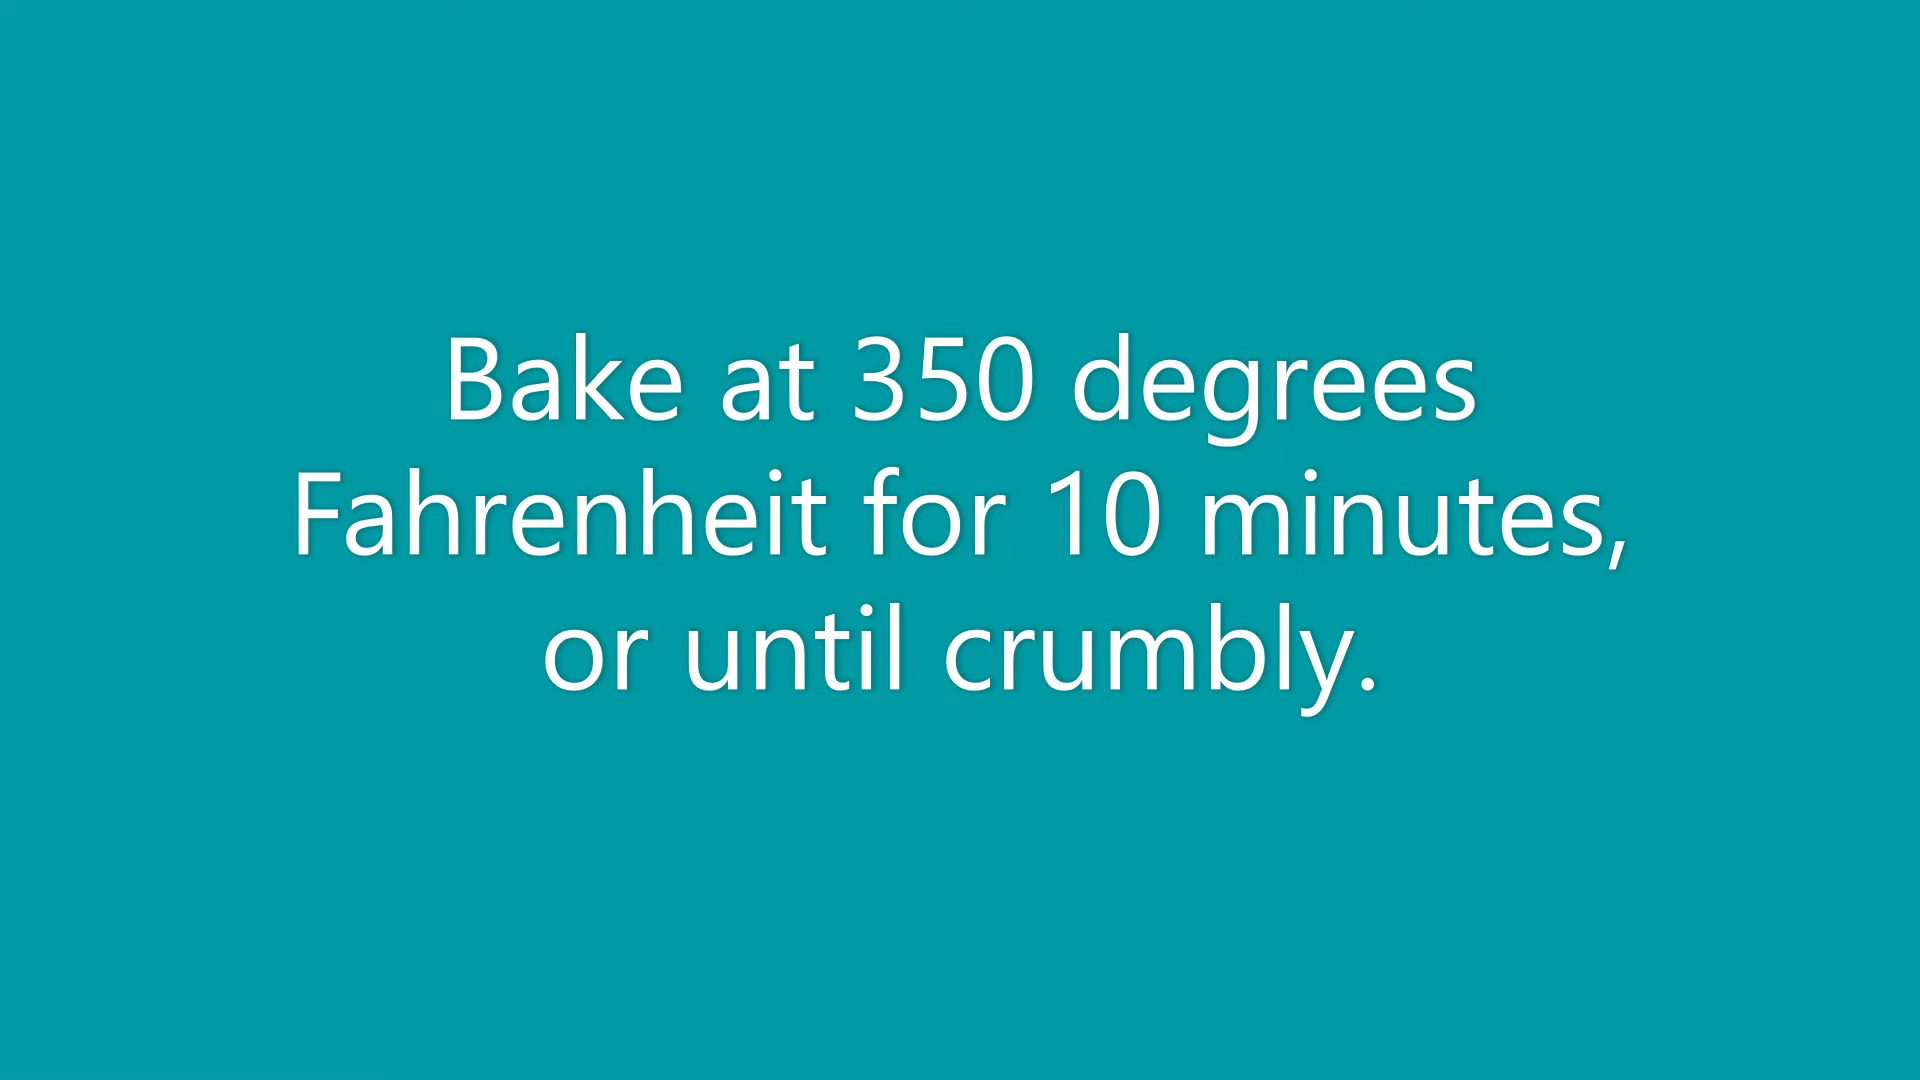 Bake at 350 degrees
Fahrenheit for 10 minutes,
or until crumbly.